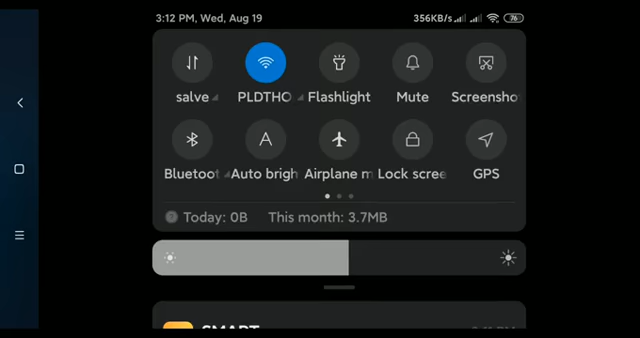 3:12 PM, Wed, Aug 19 356KB/s 76
salve PLDTHO Flashlight Mute Screensho
A
Bluetoot Auto brigh Airplane m Lock scree GPS
Today: 0B This month: 3.7MB
SMART